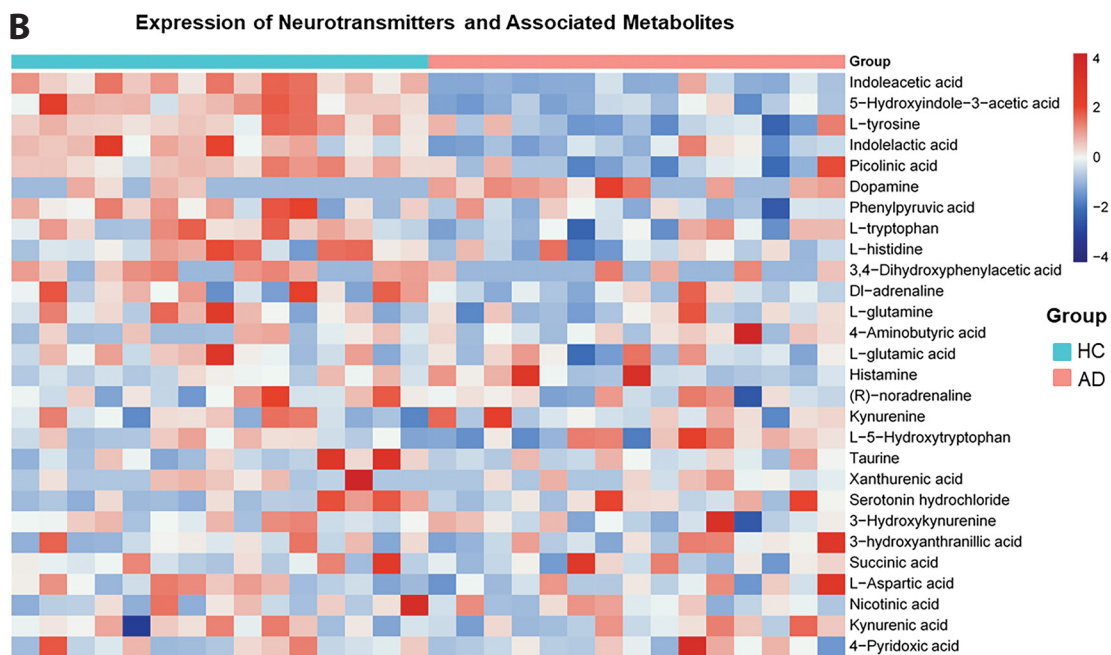 B
Expression of Neurotransmitters and Associated Metabolites
Group
Indoleacetic acid
5-Hydroxyindole-3-acetic acid
L-tyrosine
Indolelactic acid
Picolinic acid
Dopamine
Phenylpyruvic acid
L-tryptophan
L-histidine
3,4-Dihydroxyphenylacetic acid
Dl-adrenaline
L-glutamine
4-Aminobutyric acid
L-glutamic acid
Histamine
(R)-noradrenaline
Kynurenine
L-5-Hydroxytryptophan
Taurine
Xanthurenic acid
Serotonin hydrochloride
3-Hydroxykynurenine
3-hydroxyanthranillic acid
Succinic acid
L-Aspartic acid
Nicotinic acid
Kynurenic acid
4-Pyridoxic acid
4
2
0
-2
-4
Group
HC
AD